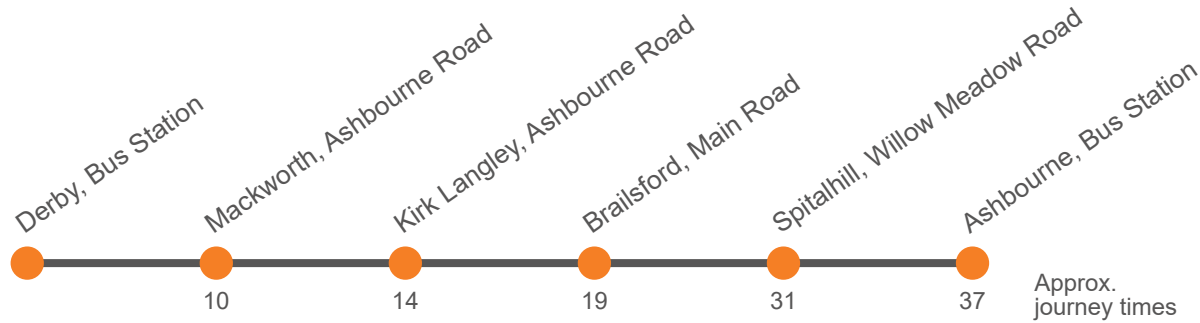 Derby, Bus Station
Mackworth, Ashbourne Road
Kirk Langley, Ashbourne Road
Brailsford, Main Road
Spitalhill, Willow Meadow Road
Ashbourne, Bus Station
10
14
19
31
37
Approx.
journey times